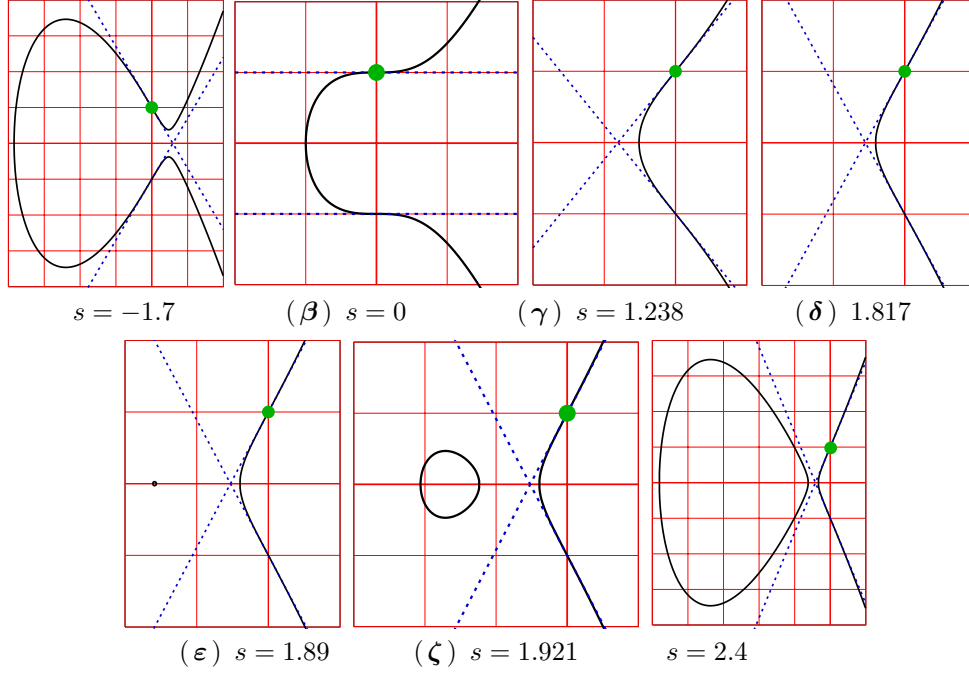 s = −1.7
(β) s = 0
(γ) s = 1.238
(δ) 1.817
(ε) s = 1.89
(ζ) s = 1.921
s = 2.4